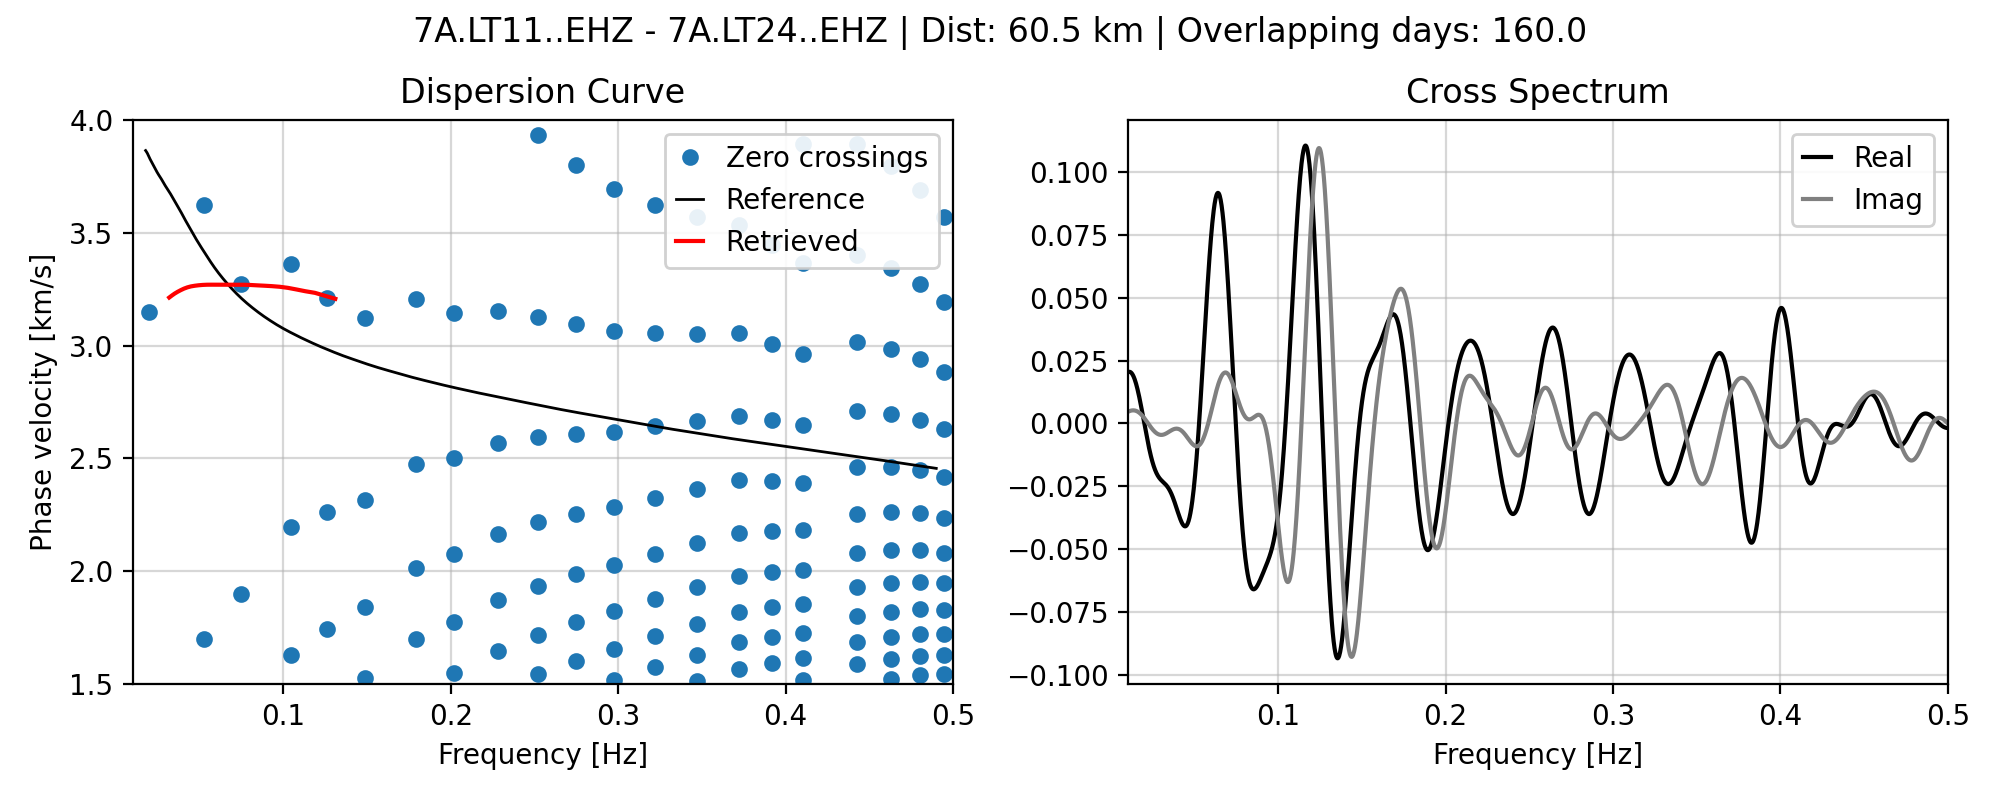 7A.LT11..EHZ - 7A.LT24..EHZ | Dist: 60.5 km | Overlapping days: 160.0
Dispersion Curve
4.0
3.5
3.0
2.5
2.0
1.5
Phase velocity [km/s]
0.1 0.2 0.3 0.4 0.5
Frequency [Hz]
Zero crossings
Reference
Retrieved
Cross Spectrum
0.100
0.075
0.050
0.025
0.000
−0.025
−0.050
−0.075
−0.100
0.1 0.2 0.3 0.4 0.5
Frequency [Hz]
Real
Imag